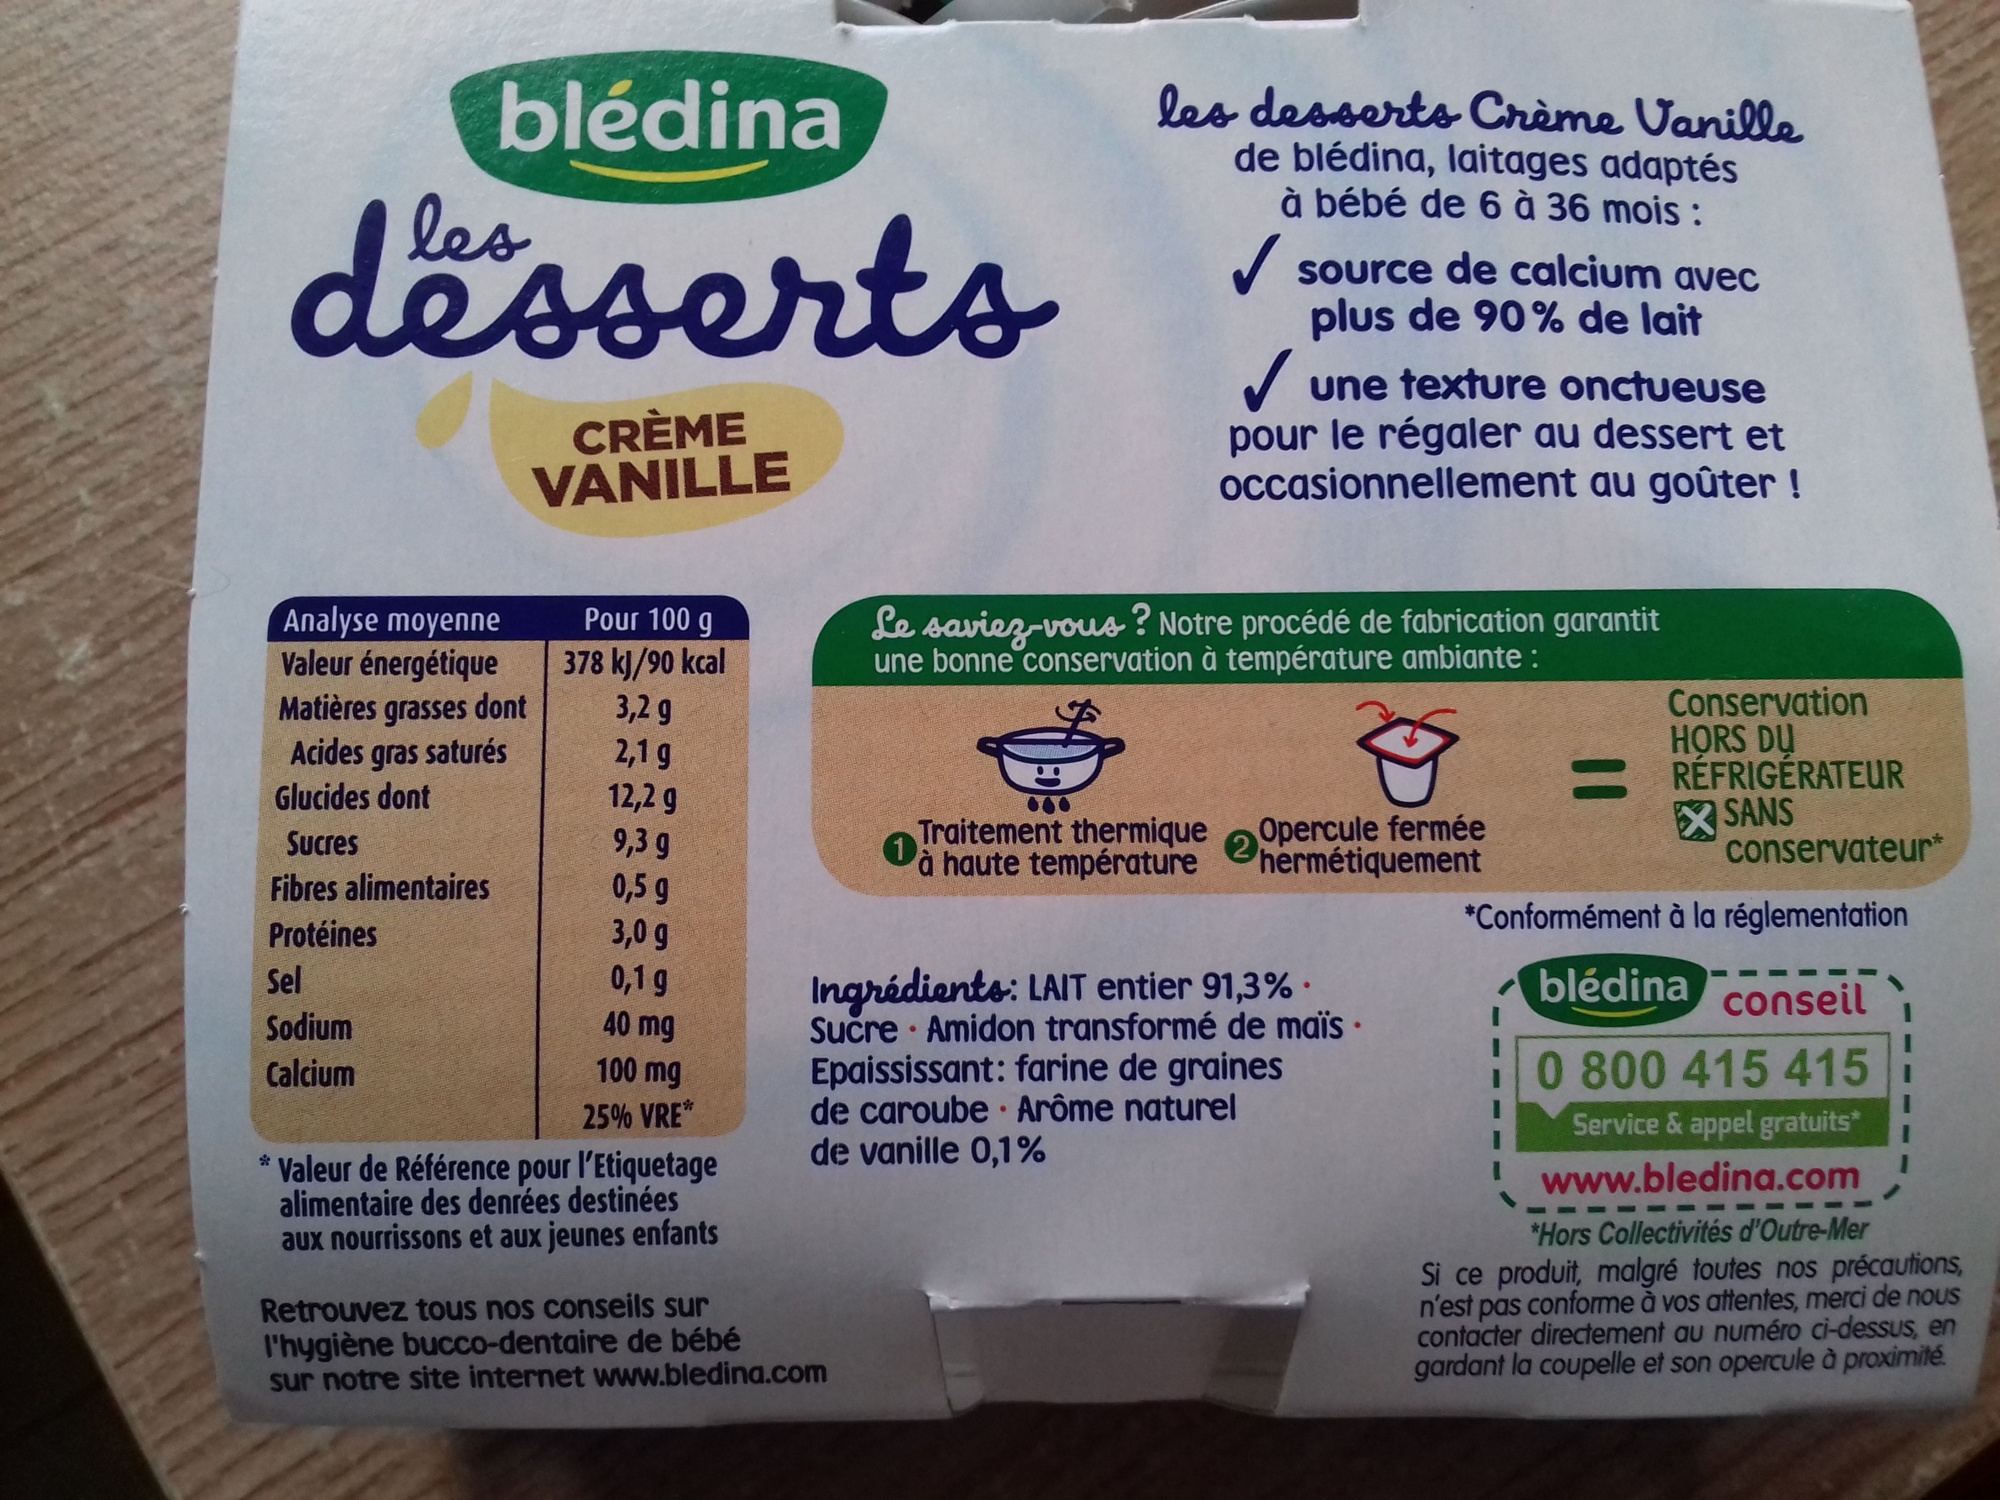 blédina
les
desserts
CRÈME
VANILLE
les desserts Crème Vanille
de blédina, laitages adaptés
à bébé de 6 à 36 mois :
✓ source de calcium avec
plus de 90% de lait
✓ une texture onctueuse
pour le régaler au dessert et
occasionnellement au goûter !
Analyse moyenne Pour 100 g
Valeur énergétique 378 kJ/90 kcal
Matières grasses dont 3,2 g
Acides gras saturés 2,1 g
Glucides dont 12,2 g
Sucres 9,3 g
Fibres alimentaires 0,5 g
Protéines 3,0 g
Sel 0,1 g
Sodium 40 mg
Calcium 100 mg
25% VRE*
* Valeur de Référence pour l'Etiquetage
alimentaire des denrées destinées
aux nourrissons et aux jeunes enfants
Retrouvez tous nos conseils sur
l'hygiène bucco-dentaire de bébé
sur notre site internet www.bledina.com
Le saviez-vous ? Notre procédé de fabrication garantit
une bonne conservation à température ambiante :
1 Traitement thermique
à haute température
2 Opercule fermée
hermétiquement
=
Conservation
HORS DU
RÉFRIGÉRATEUR
SANS
conservateur*
*Conformément à la réglementation
Ingrédients: LAIT entier 91,3% ·
Sucre · Amidon transformé de maïs ·
Epaississant: farine de graines
de caroube · Arôme naturel
de vanille 0,1%
blédina conseil
0 800 415 415
Service & appel gratuits*
www.bledina.com
*Hors Collectivités d'Outre-Mer
Si ce produit, malgré toutes nos précautions,
n'est pas conforme à vos attentes, merci de nous
contacter directement au numéro ci-dessus, en
gardant la coupelle et son opercule à proximité.